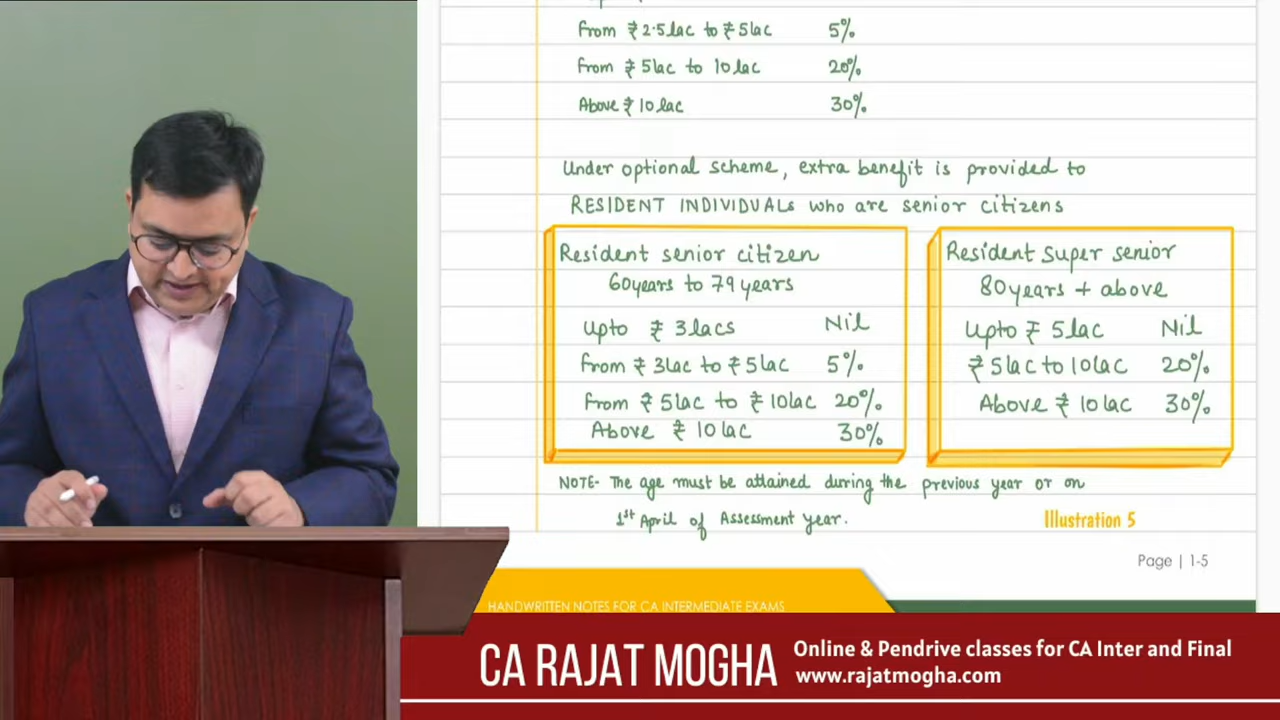 From ₹ 2.5 lac to ₹ 5 lac 5%
From ₹ 5 lac to 10 lac 20%
Above ₹ 10 lac 30%
Under optional scheme, extra benefit is provided to
RESIDENT INDIVIDUALs who are senior citizens
Resident senior citizen
60 years to 79 years
Upto ₹ 3 lacs Nil
From ₹ 3 lac to ₹ 5 lac 5%
From ₹ 5 lac to ₹ 10 lac 20%
Above ₹ 10 lac 30%
Resident super senior
80 years + above
Upto ₹ 5 lac Nil
₹ 5 lac to 10 lac 20%
Above ₹ 10 lac 30%
NOTE- The age must be attained during the previous year or on
1st April of Assessment year.
Illustration 5
Page | 1-5
HANDWRITTEN NOTES FOR CA INTERMEDIATE EXAMS
CA RAJAT MOGHA
Online & Pendrive classes for CA Inter and Final
www.rajatmogha.com